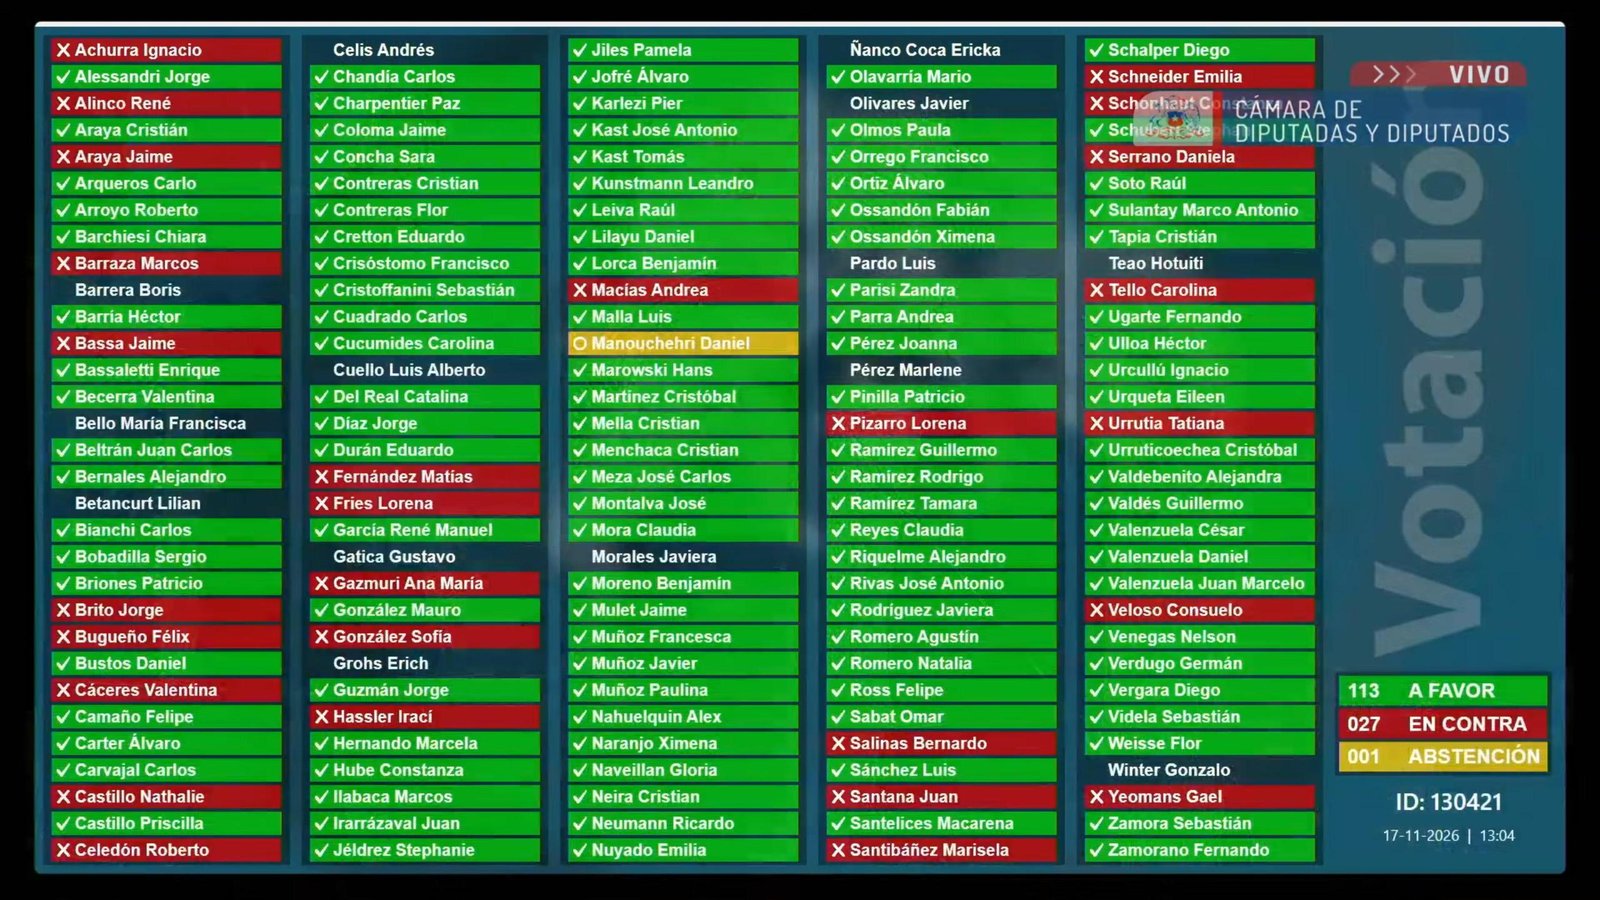 Achurra Ignacio
Alessandri Jorge
Alinco René
Araya Cristián
Araya Jaime
Arqueros Carlo
Arroyo Roberto
Barchiesi Chiara
Barraza Marcos
Barrera Boris
Barría Héctor
Bassa Jaime
Bassaletti Enrique
Becerra Valentina
Bello María Francisca
Beltrán Juan Carlos
Bernales Alejandro
Betancurt Lilian
Bianchi Carlos
Bobadilla Sergio
Briones Patricio
Brito Jorge
Bugueño Félix
Bustos Daniel
Cáceres Valentina
Camaño Felipe
Carter Álvaro
Carvajal Carlos
Castillo Nathalie
Castillo Priscilla
Celedón Roberto
Celis Andrés
Chandía Carlos
Charpentier Paz
Coloma Jaime
Concha Sara
Contreras Cristian
Contreras Flor
Cretton Eduardo
Crisóstomo Francisco
Cristoffanini Sebastián
Cuadrado Carlos
Cucumides Carolina
Cuello Luis Alberto
Del Real Catalina
Díaz Jorge
Durán Eduardo
Fernández Matías
Fries Lorena
García René Manuel
Gatica Gustavo
Gazmuri Ana María
González Mauro
González Sofía
Grohs Erich
Guzmán Jorge
Hassler Irací
Hernando Marcela
Hube Constanza
Ilabaca Marcos
Irarrázaval Juan
Jéldrez Stephanie
Jiles Pamela
Jofré Álvaro
Karlezi Pier
Kast José Antonio
Kast Tomás
Kunstmann Leandro
Leiva Raúl
Lilayu Daniel
Lorca Benjamín
Macías Andrea
Malla Luis
Manouchehri Daniel
Marowski Hans
Martínez Cristóbal
Mella Cristian
Menchaca Cristian
Meza José Carlos
Montalva José
Mora Claudia
Morales Javiera
Moreno Benjamín
Mulet Jaime
Muñoz Francesca
Muñoz Javier
Muñoz Paulina
Nahuelquin Alex
Naranjo Ximena
Naveillan Gloria
Neira Cristian
Neumann Ricardo
Nuyado Emilia
Ñanco Coca Ericka
Olavarría Mario
Olivares Javier
Olmos Paula
Orrego Francisco
Ortiz Álvaro
Ossandón Fabián
Ossandón Ximena
Pardo Luis
Parisi Zandra
Parra Andrea
Pérez Joanna
Pérez Marlene
Pinilla Patricio
Pizarro Lorena
Ramírez Guillermo
Ramírez Rodrigo
Ramírez Tamara
Reyes Claudia
Riquelme Alejandro
Rivas José Antonio
Rodríguez Javiera
Romero Agustín
Romero Natalia
Ross Felipe
Sabat Omar
Salinas Bernardo
Sánchez Luis
Santana Juan
Santelices Macarena
Santibáñez Marisela
Schalper Diego
Schneider Emilia
Serrano Daniela
Soto Raúl
Sulantay Marco Antonio
Tapia Cristián
Teao Hotuiti
Tello Carolina
Ugarte Fernando
Ulloa Héctor
Urcullú Ignacio
Urqueta Eileen
Urrutia Tatiana
Urruticoechea Cristóbal
Valdebenito Alejandra
Valdés Guillermo
Valenzuela César
Valenzuela Daniel
Valenzuela Juan Marcelo
Veloso Consuelo
Venegas Nelson
Verdugo Germán
Vergara Diego
Videla Sebastián
Weisse Flor
Winter Gonzalo
Yeomans Gael
Zamora Sebastián
Zamorano Fernando
>>> VIVO
CÁMARA DE
DIPUTADAS Y DIPUTADOS
Votación
113 A FAVOR
027 EN CONTRA
001 ABSTENCIÓN
ID: 130421
17-11-2026 | 13:04